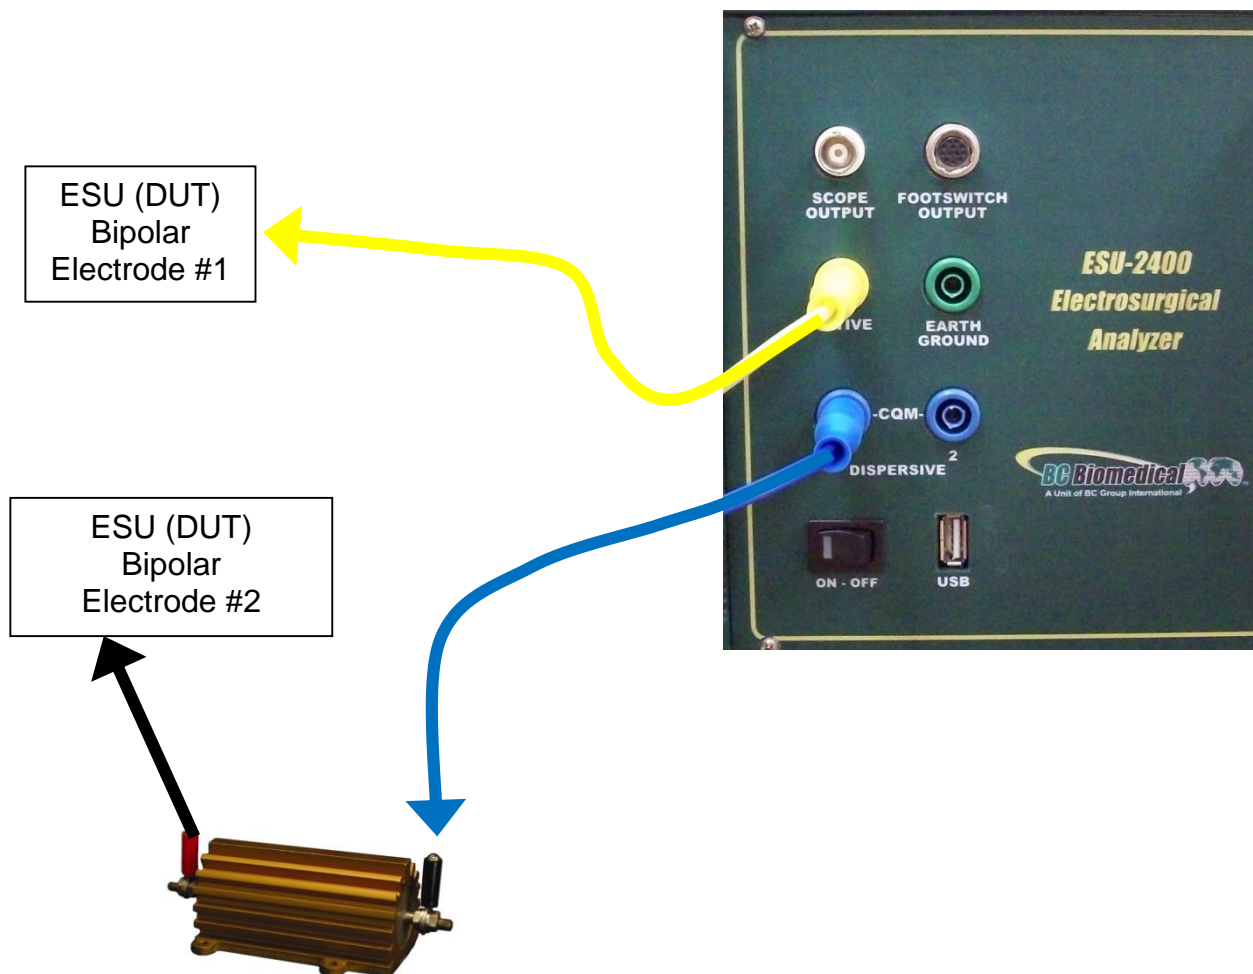 ESU (DUT)
Bipolar
Electrode #1
ESU (DUT)
Bipolar
Electrode #2
SCOPE
OUTPUT
FOOTSWITCH
OUTPUT
EARTH
GROUND
ESU-2400
Electrosurgical
Analyzer
-CQM-
2
DISPERSIVE
BC Biomedical
A Unit of BC Group International
ON - OFF
USB